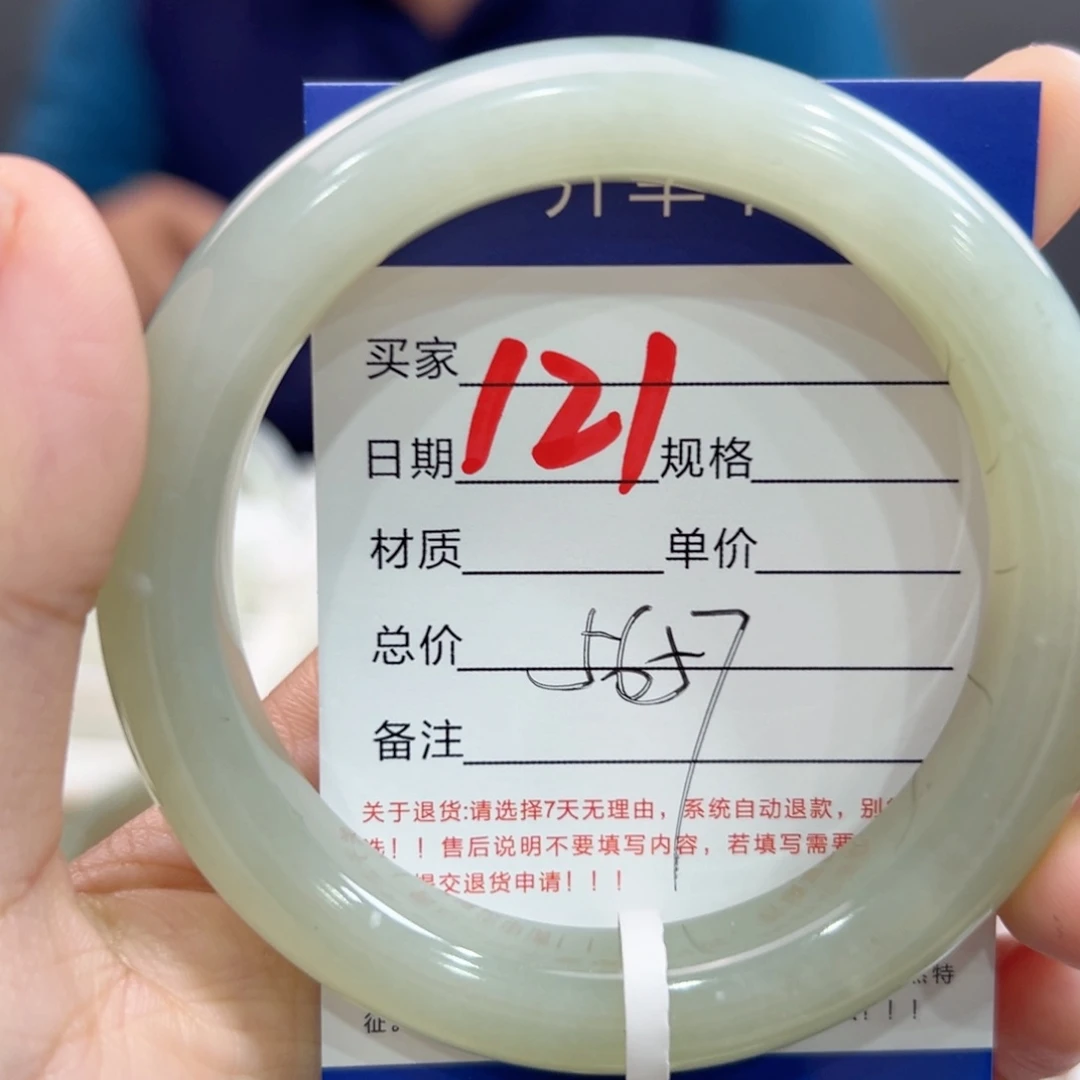 买家 121
日期 规格
材质 单价
总价
备注
关于退货:请选择7天无理由，系统自动退款，别
选！！售后说明不要填写内容，若填写需要
提交退货申请！！！
特
征。！！！